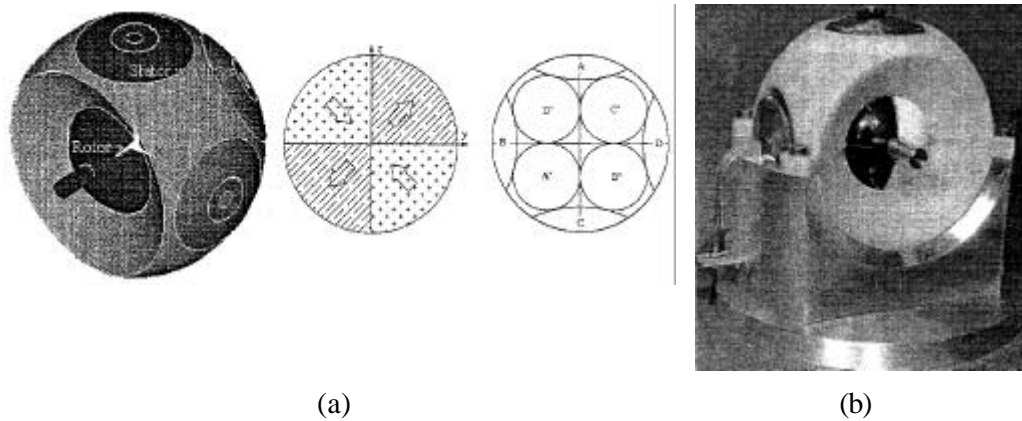 Stator
Rotor
z
y
A
D' C'
B D
A' B'
C
(a) (b)